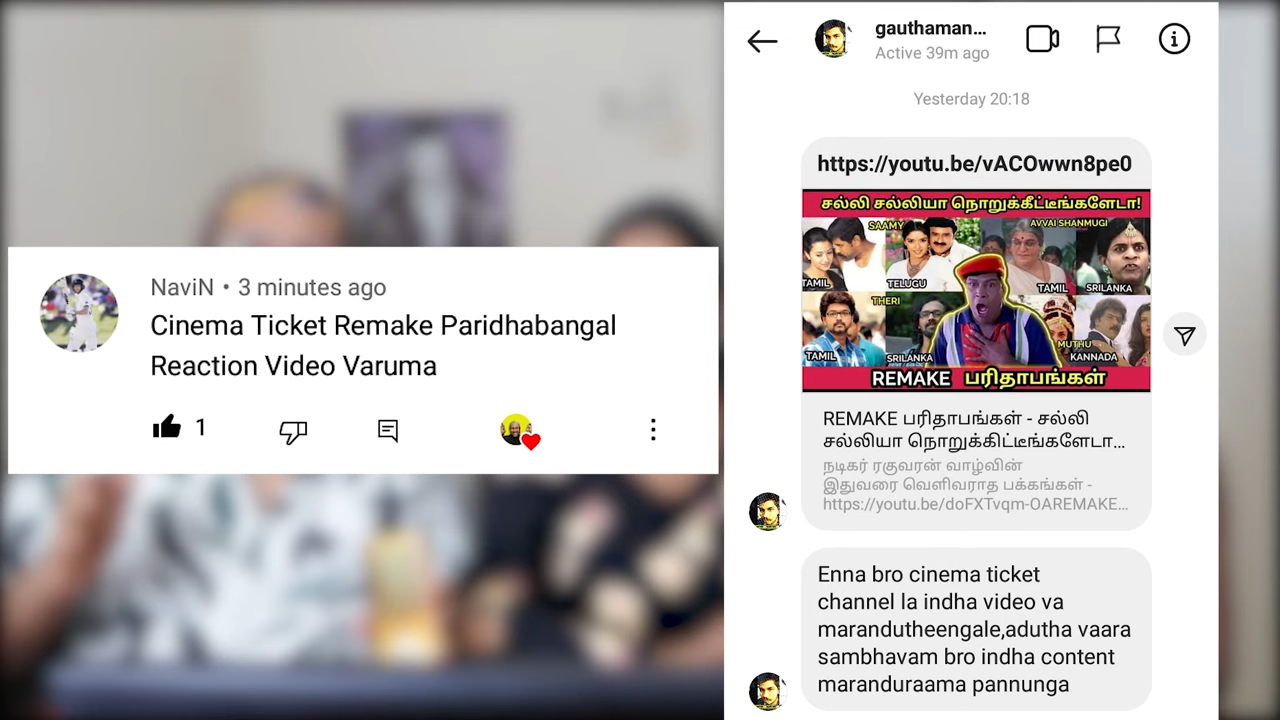 NaviN • 3 minutes ago
Cinema Ticket Remake Paridhabangal
Reaction Video Varuma
1
gauthaman...
Active 39m ago
Yesterday 20:18
https://youtu.be/vACOwwn8pe0
சல்லி சல்லியா நொறுக்கீட்டீங்களேடா!
SAAMY
AVVAI SHANMUGI
TAMIL
TELUGU
TAMIL
SRILANKA
THERI
MUTHU
TAMIL
SRILANKA
KANNADA
REMAKE பரிதாபங்கள்
REMAKE பரிதாபங்கள் - சல்லி
சல்லியா நொறுக்கிட்டீங்களேடா...
நடிகர் ரகுவரன் வாழ்வின்
இதுவரை வெளிவராத பக்கங்கள் -
https://youtu.be/doFXTvqm-OAREMAKE...
Enna bro cinema ticket
channel la indha video va
marandutheengale,adutha vaara
sambhavam bro indha content
maranduraama pannunga